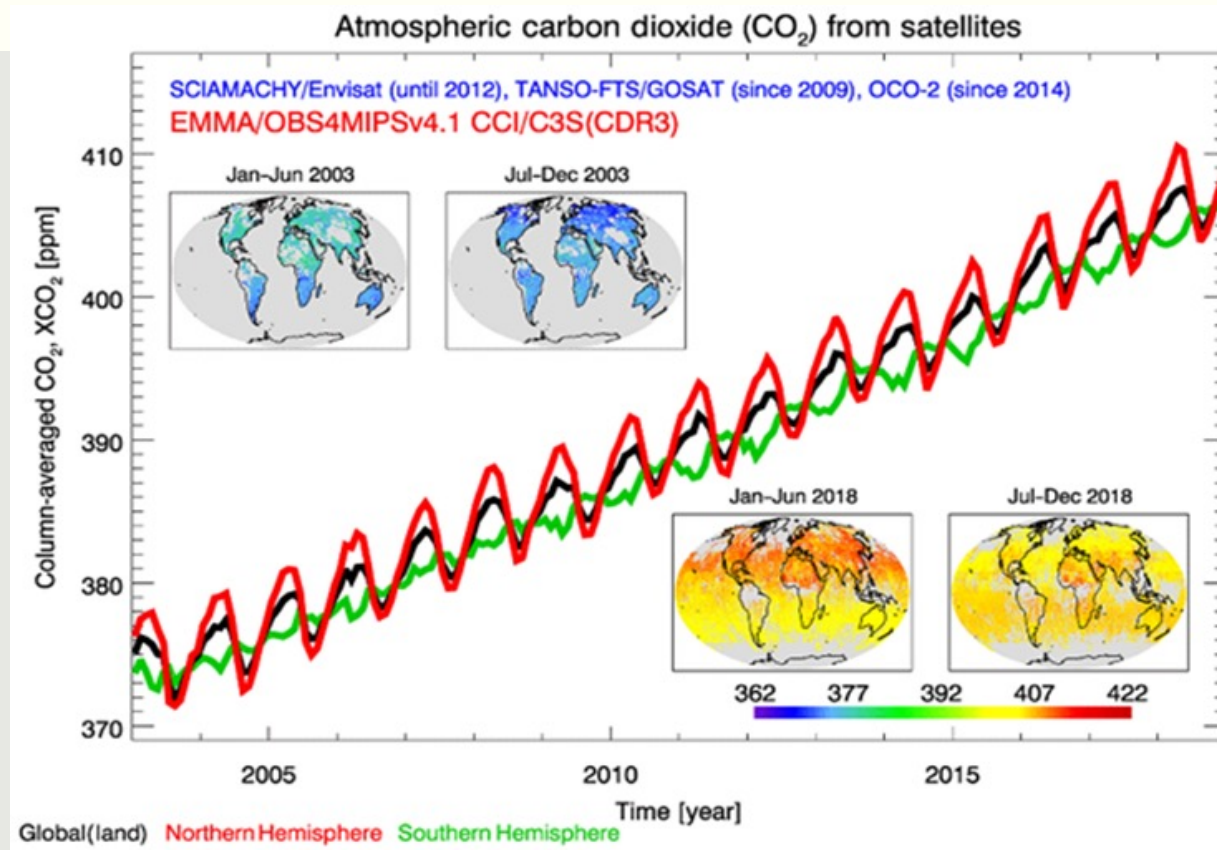 Atmospheric carbon dioxide (CO₂) from satellites
SCIAMACHY/Envisat (until 2012), TANSO-FTS/GOSAT (since 2009), OCO-2 (since 2014)
EMMA/OBS4MIPSv4.1 CCI/C3S(CDR3)
Jan-Jun 2003
Jul-Dec 2003
Column-averaged CO₂, XCO₂ [ppm]
410
400
390
380
370
Jan-Jun 2018
Jul-Dec 2018
362 377 392 407 422
2005 2010 2015
Time [year]
Global(land) Northern Hemisphere Southern Hemisphere